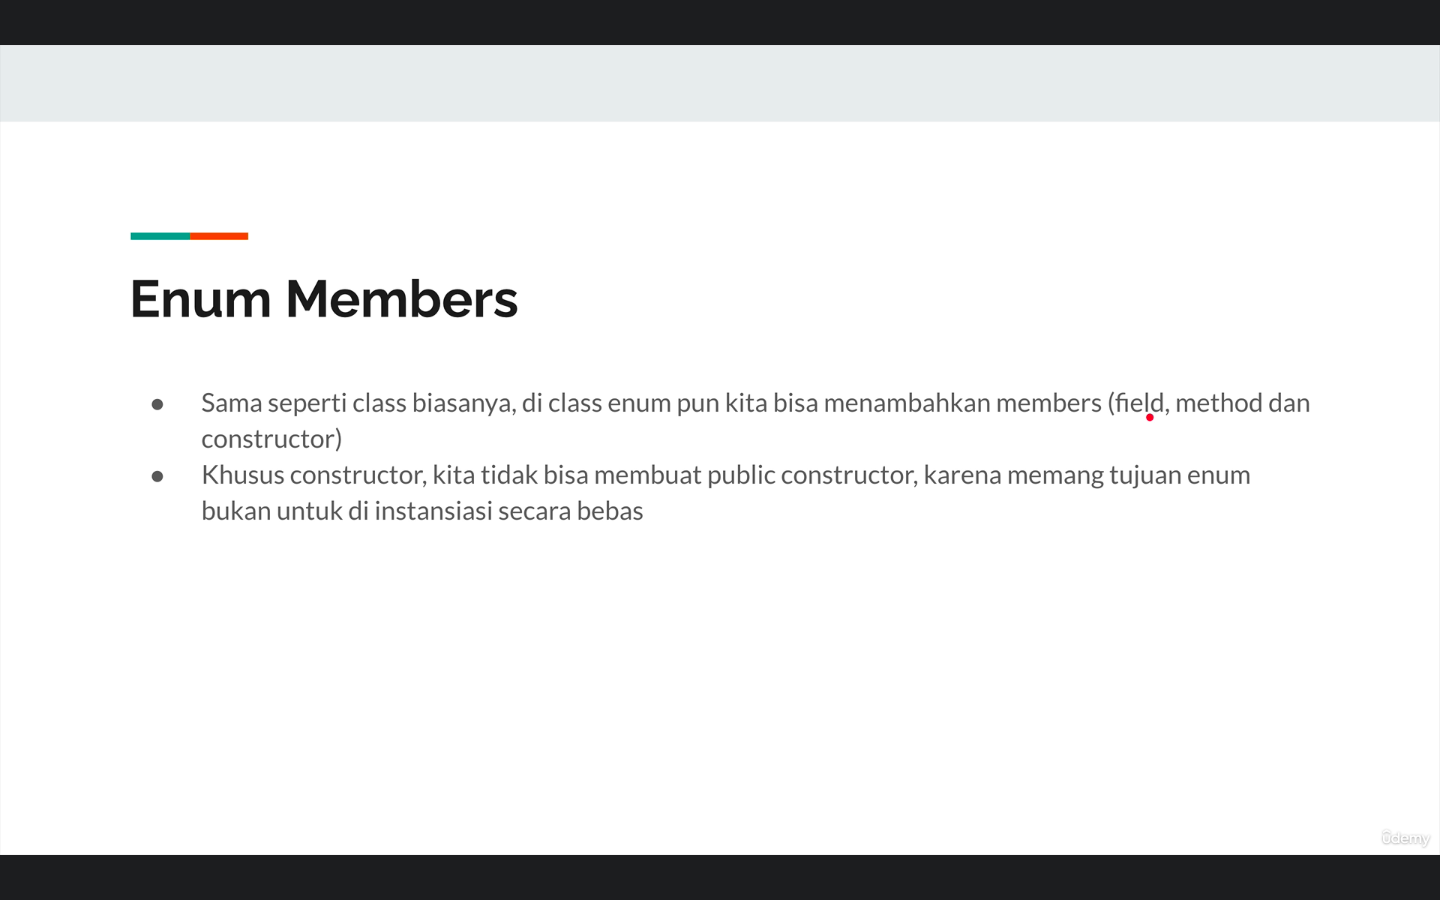 Enum Members
● Sama seperti class biasanya, di class enum pun kita bisa menambahkan members (field, method dan
constructor)
● Khusus constructor, kita tidak bisa membuat public constructor, karena memang tujuan enum
bukan untuk di instansiasi secara bebas
ûdemy